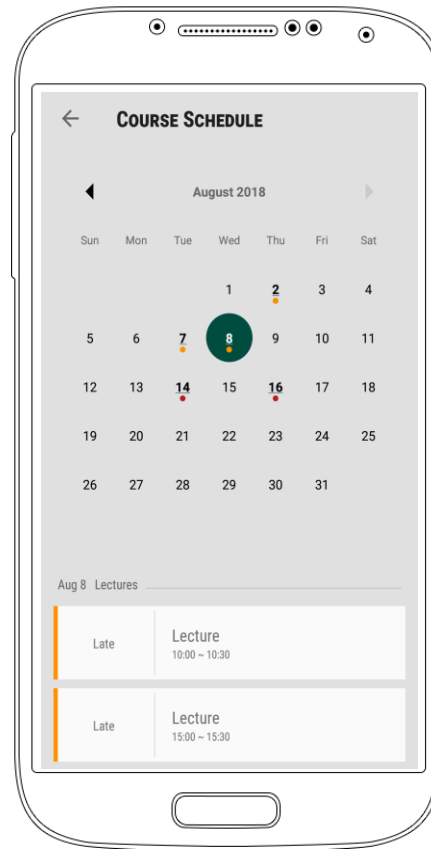 COURSE SCHEDULE
August 2018
Sun Mon Tue Wed Thu Fri Sat
1 2 3 4
5 6 7 8 9 10 11
12 13 14 15 16 17 18
19 20 21 22 23 24 25
26 27 28 29 30 31
Aug 8 Lectures
Late
Lecture
10:00 ~ 10:30
Late
Lecture
15:00 ~ 15:30